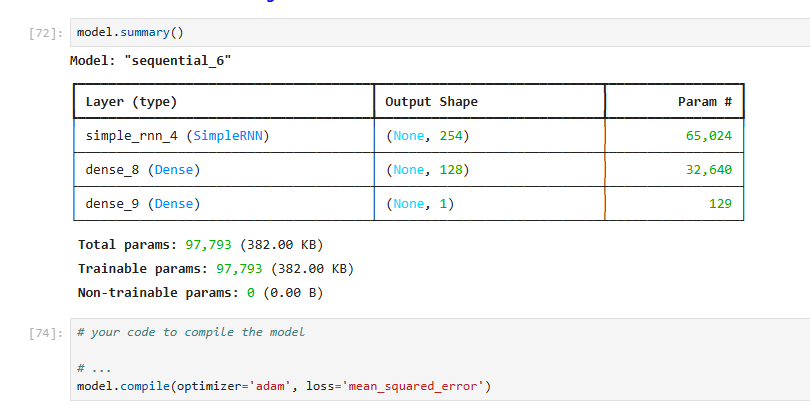 [72]: model.summary()
Model: "sequential_6"
Layer (type) Output Shape Param #
simple_rnn_4 (SimpleRNN) (None, 254) 65,024
dense_8 (Dense) (None, 128) 32,640
dense_9 (Dense) (None, 1) 129
Total params: 97,793 (382.00 KB)
Trainable params: 97,793 (382.00 KB)
Non-trainable params: 0 (0.00 B)
[74]: # your code to compile the model
# ...
model.compile(optimizer='adam', loss='mean_squared_error')